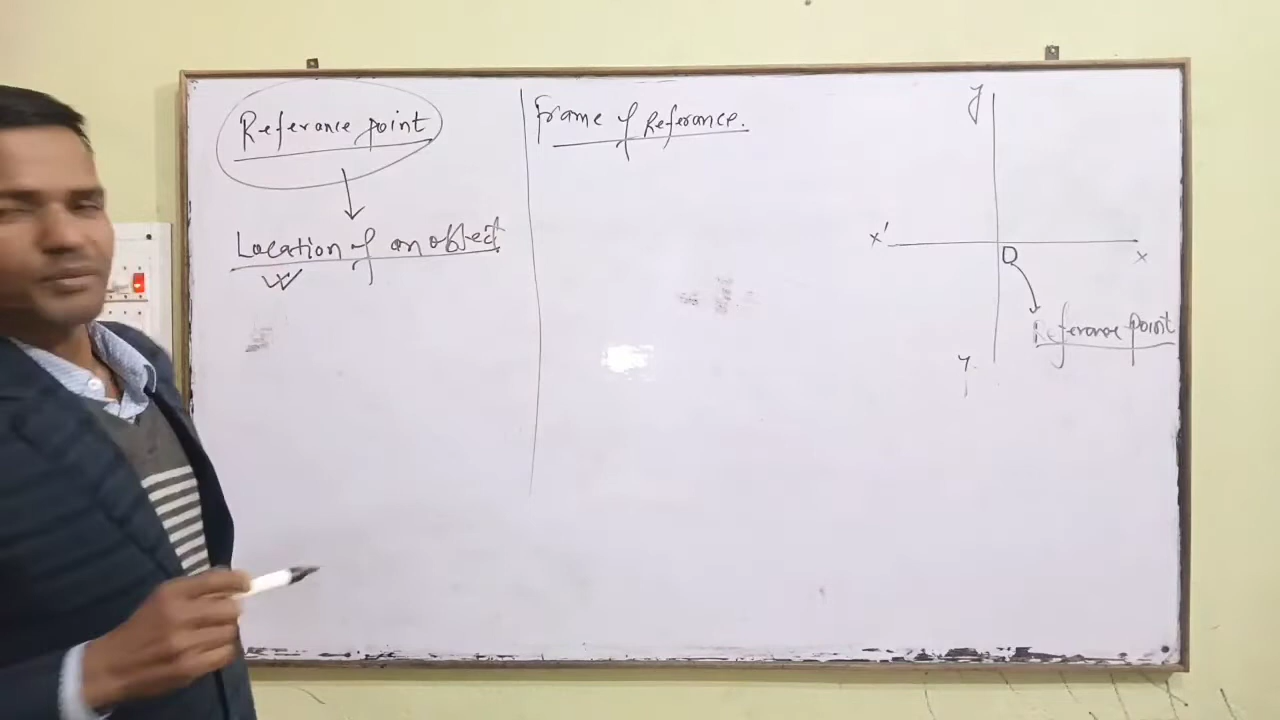 Referance point
Location of an object
Frame of Referance.
y
x'
x
O
Referance point
y